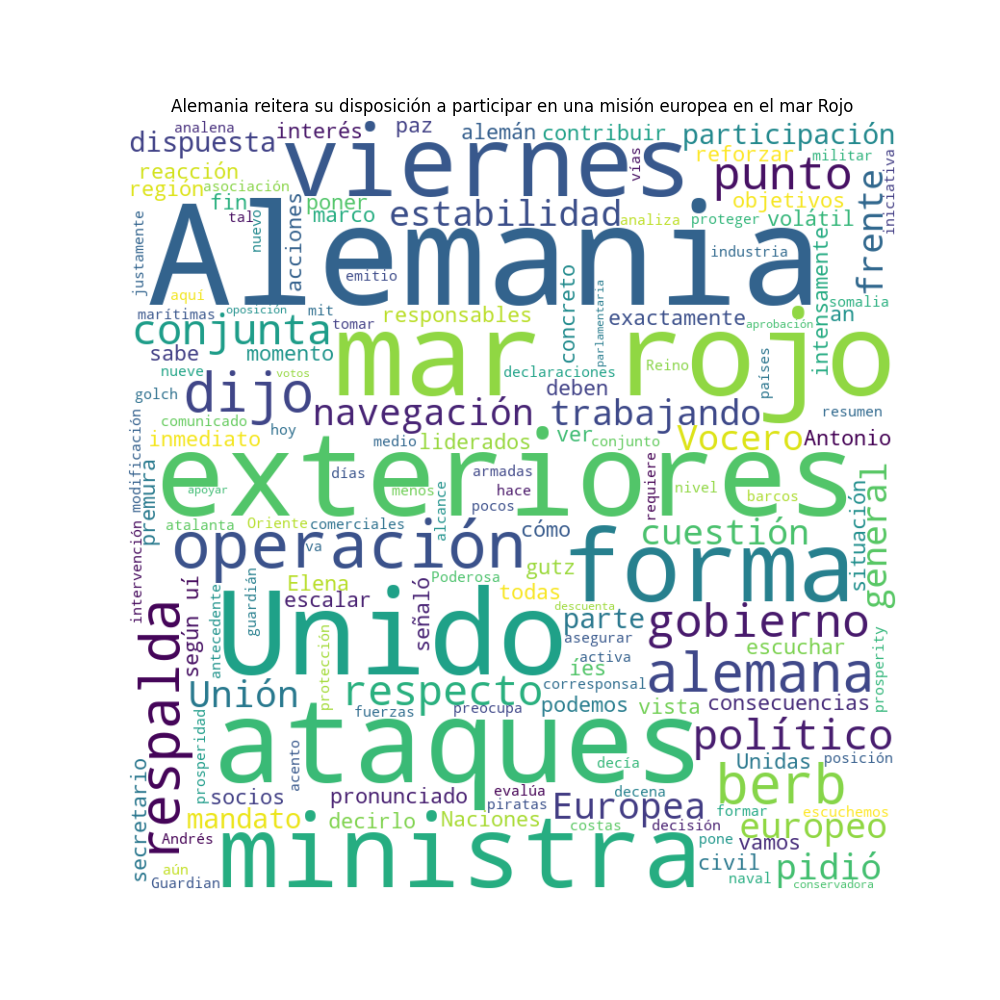 Alemania reitera su disposición a participar en una misión europea en el mar Rojo
analena
interés
paz
alemán
contribuir
participación
dispuesta
viernes
vías
reforzar
militar
iniciativa
reacción
punto
región
asociación
fin
poner
objetivos
frente
tal
nuevo
marco
acciones
estabilidad
analiza
proteger
volátil
justamente
Alemania
industria
intensamente
emitio
aquí
somalia
marítimas
oposición
mit
responsables
concreto
parlamentaria
exactamente
an
conjunta
tomar
aprobación
mar rojo
sabe
momento
declaraciones
Reino
países
nueve
votos
deben
golch
dijo
navegación
trabajando
resumen
comunicado
hoy
modificación
inmediato
medio
liderados
ver
conjunto
Vocero
Antonio
premura
exteriores
días
armadas
requiere
nivel
general
apoyar
menos
hace
barcos
situación
pocos
alcance
atalanta
Oriente
comerciales
cómo
cuestión
intervención
operación
va
forma
gutz
guardián
Elena
Poderosa
todas
según
uí
antecedente
escalar
señaló
descuenta
Unido
parte
gobierno
respalda
asegurar
escuchar
prosperity
protección
activa
íes
alemana
Unión
respecto
corresponsal
podemos
vista
consecuencias
prosperidad
fuerzas
preocupa
ataques
político
acento
decía
Unidas
posición
secretario
berb
socios
pronunciado
evalúa
piratas
decena
Europea
formar
escuchemos
mandato
decirlo
Naciones
costas
decisión
europeo
Andrés
ministra
pone
vamos
aún
civil
pidió
Guardian
naval
conservadora